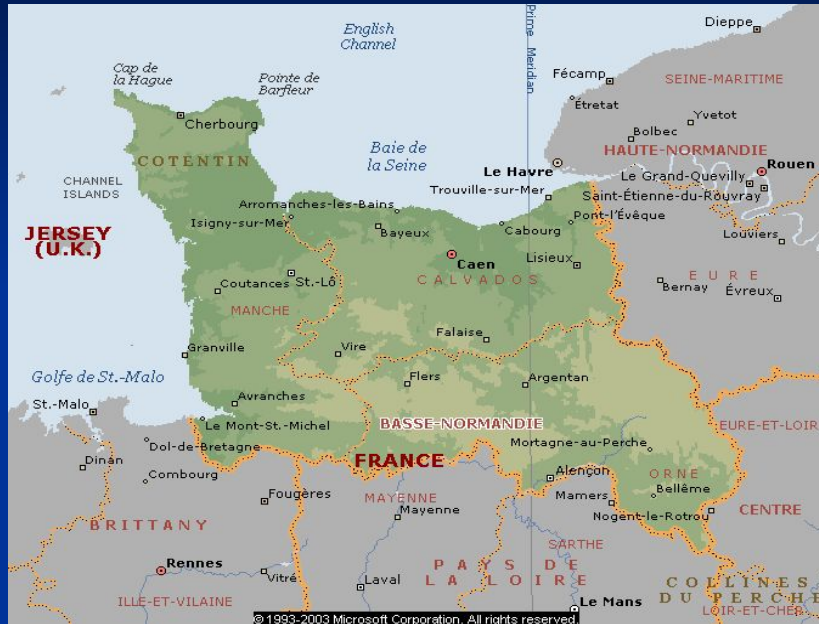 Dieppe
English
Channel
Prime Meridian
Cap de
la Hague
Pointe de
Barfleur
Fécamp
SEINE-MARITIME
Étretat
Yvetot
Cherbourg
Bolbec
COTENTIN
Baie de
la Seine
HAUTE-NORMANDIE
Le Havre
Rouen
CHANNEL
ISLANDS
Trouville-sur-Mer
Le Grand-Quevilly
Saint-Étienne-du-Rouvray
Arromanches-les-Bains
Isigny-sur-Mer
Pont-l'Évêque
JERSEY
(U.K.)
Bayeux
Cabourg
Louviers
Caen
Lisieux
EURE
Coutances
St.-Lô
CALVADOS
Bernay
Évreux
MANCHE
Falaise
Granville
Vire
Golfe de St.-Malo
Flers
Argentan
St.-Malo
Avranches
Le Mont-St.-Michel
BASSE-NORMANDIE
EURE-ET-LOIR
Dol-de-Bretagne
Mortagne-au-Perche
Dinan
FRANCE
Combourg
Alençon
ORNE
Bellême
Fougères
MAYENNE
Mayenne
Mamers
Nogent-le-Rotrou
CENTRE
BRITTANY
SARTHE
Rennes
Vitré
Laval
PAYS DE
LA LOIRE
COLLINES
DU PERCHE
ILLE-ET-VILAINE
Le Mans
LOIR-ET-CHER
© 1993-2003 Microsoft Corporation. All rights reserved.